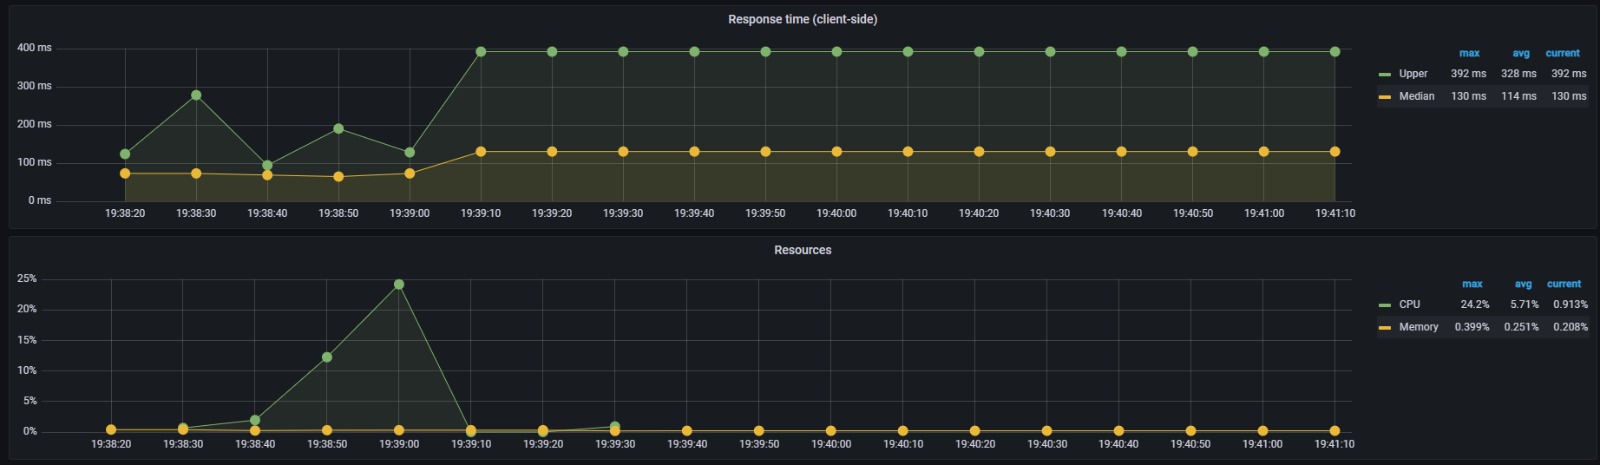 Response time (client-side)
400 ms
300 ms
200 ms
100 ms
0 ms
19:38:20 19:38:30 19:38:40 19:38:50 19:39:00 19:39:10 19:39:20 19:39:30 19:39:40 19:39:50 19:40:00 19:40:10 19:40:20 19:40:30 19:40:40 19:40:50 19:41:00 19:41:10
max avg current
Upper 392 ms 328 ms 392 ms
Median 130 ms 114 ms 130 ms
Resources
25%
20%
15%
10%
5%
0%
19:38:20 19:38:30 19:38:40 19:38:50 19:39:00 19:39:10 19:39:20 19:39:30 19:39:40 19:39:50 19:40:00 19:40:10 19:40:20 19:40:30 19:40:40 19:40:50 19:41:00 19:41:10
max avg current
CPU 24.2% 5.71% 0.913%
Memory 0.399% 0.251% 0.208%